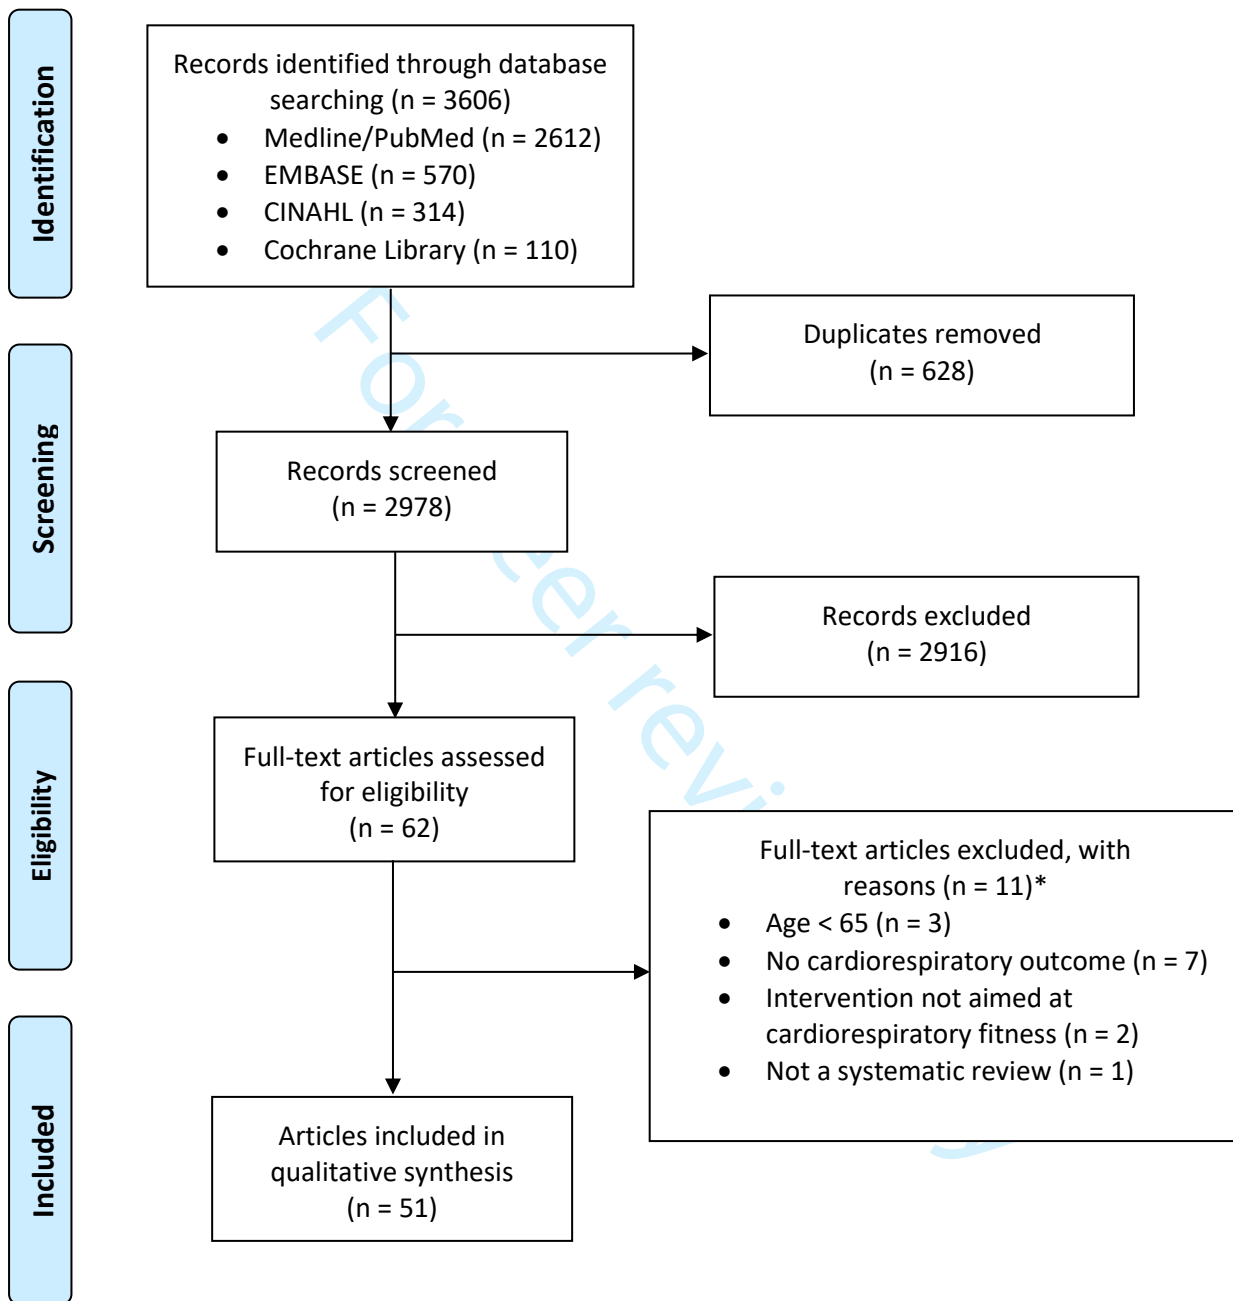 Identification
Records identified through database
searching (n = 3606)
• Medline/PubMed (n = 2612)
• EMBASE (n = 570)
• CINAHL (n = 314)
• Cochrane Library (n = 110)
Duplicates removed
(n = 628)
Screening
Records screened
(n = 2978)
Records excluded
(n = 2916)
Eligibility
Full-text articles assessed
for eligibility
(n = 62)
Full-text articles excluded, with
reasons (n = 11)*
• Age < 65 (n = 3)
• No cardiorespiratory outcome (n = 7)
• Intervention not aimed at
cardiorespiratory fitness (n = 2)
• Not a systematic review (n = 1)
Included
Articles included in
qualitative synthesis
(n = 51)
For